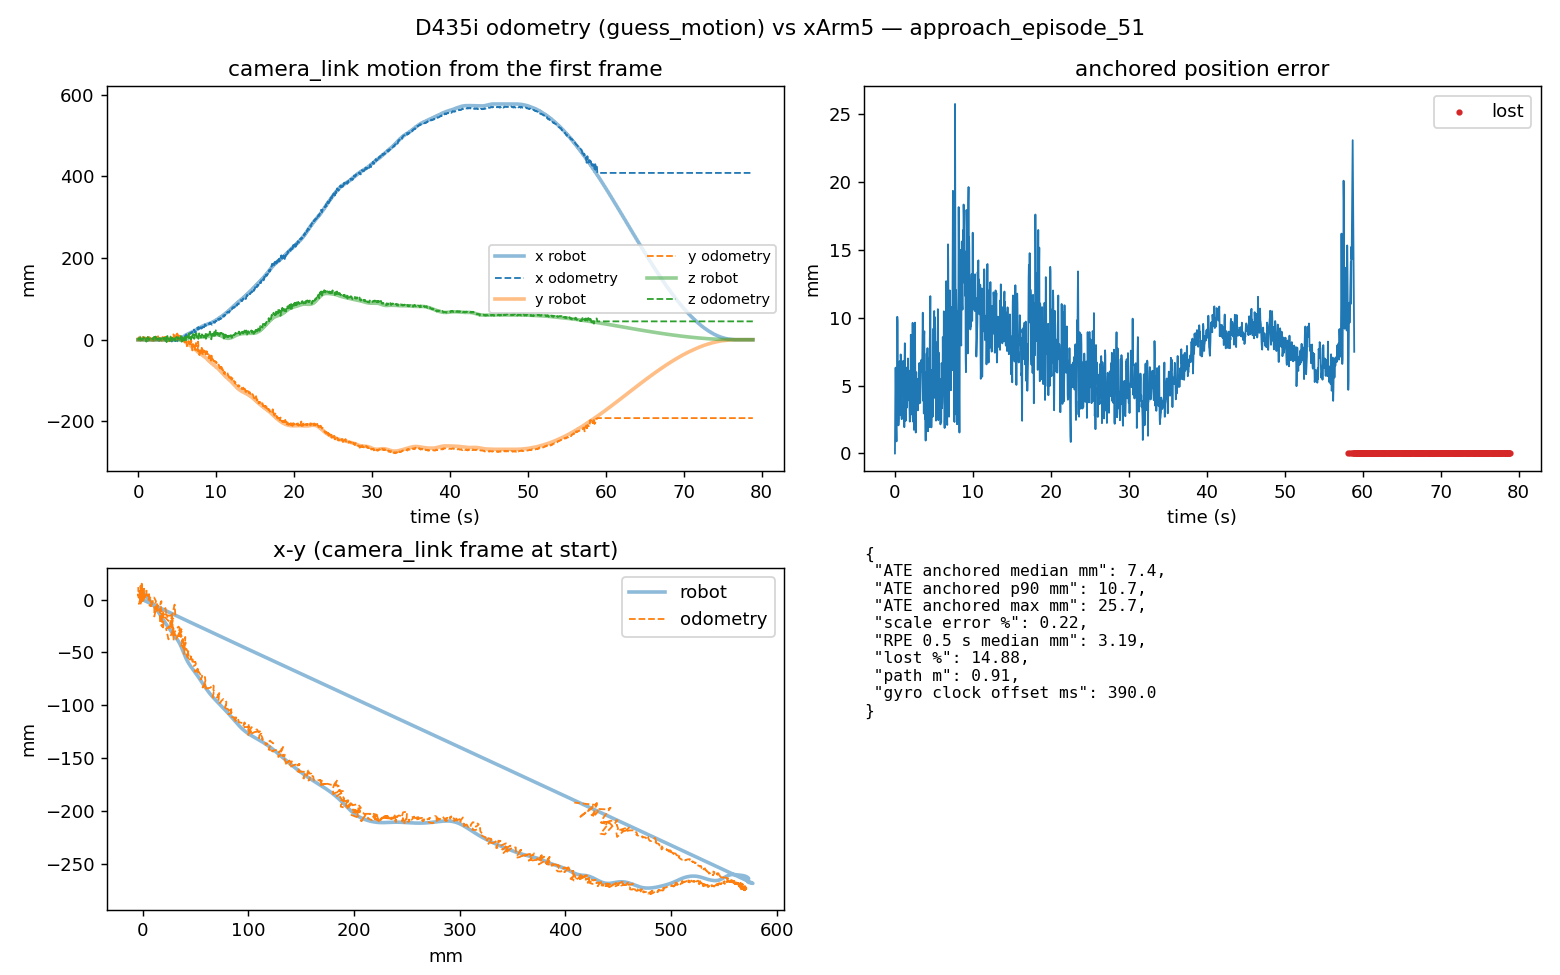 D435i odometry (guess_motion) vs xArm5 — approach_episode_51
camera_link motion from the first frame
600
400
200
0
−200
mm
0 10 20 30 40 50 60 70 80
time (s)
x robot
x odometry
y robot
y odometry
z robot
z odometry
anchored position error
25
20
15
10
5
0
mm
0 10 20 30 40 50 60 70 80
time (s)
lost
x-y (camera_link frame at start)
0
−50
−100
−150
−200
−250
mm
0 100 200 300 400 500 600
mm
robot
odometry
{
"ATE anchored median mm": 7.4,
"ATE anchored p90 mm": 10.7,
"ATE anchored max mm": 25.7,
"scale error %": 0.22,
"RPE 0.5 s median mm": 3.19,
"lost %": 14.88,
"path m": 0.91,
"gyro clock offset ms": 390.0
}